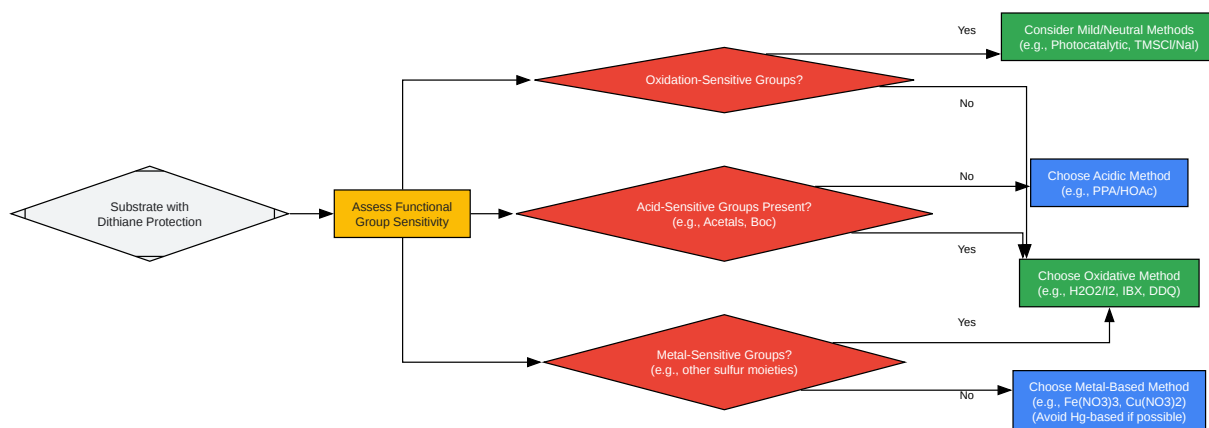 Substrate with
Dithiane Protection
Assess Functional
Group Sensitivity
Oxidation-Sensitive Groups?
Yes
Consider Mild/Neutral Methods
(e.g., Photocatalytic, TMSCl/NaI)
No
Acid-Sensitive Groups Present?
(e.g., Acetals, Boc)
No
Choose Acidic Method
(e.g., PPA/HOAc)
Yes
Choose Oxidative Method
(e.g., H2O2/I2, IBX, DDQ)
Metal-Sensitive Groups?
(e.g., other sulfur moieties)
Yes
No
Choose Metal-Based Method
(e.g., Fe(NO3)3, Cu(NO3)2)
(Avoid Hg-based if possible)